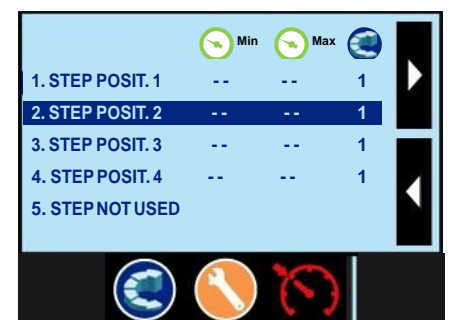 Min Max
1. STEP POSIT. 1 -- -- 1
2. STEP POSIT. 2 -- -- 1
3. STEP POSIT. 3 -- -- 1
4. STEP POSIT. 4 -- -- 1
5. STEP NOT USED